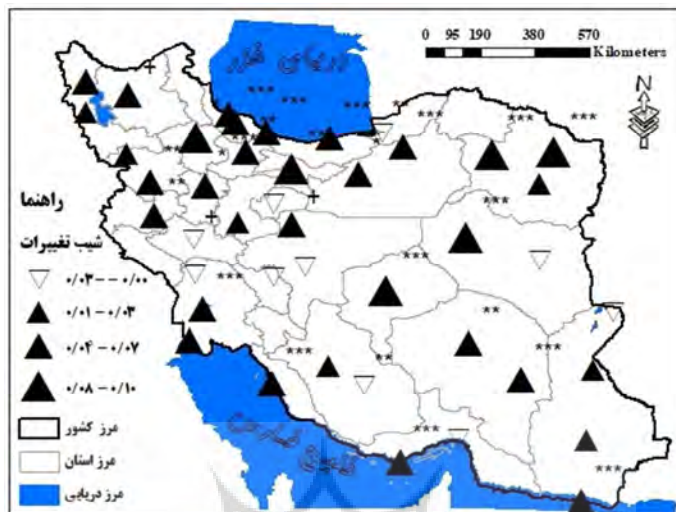 دریای خزر
0 95 190 380 570
Kilometers
N
خلیج فارس
راهنما
شیب تغییرات
۰/۰۳ -- ۰/۰۰
۰/۰۱ - ۰/۰۳
۰/۰۴ - ۰/۰۷
۰/۰۸ - ۰/۱۰
مرز کشور
مرز استان
مرز دریایی